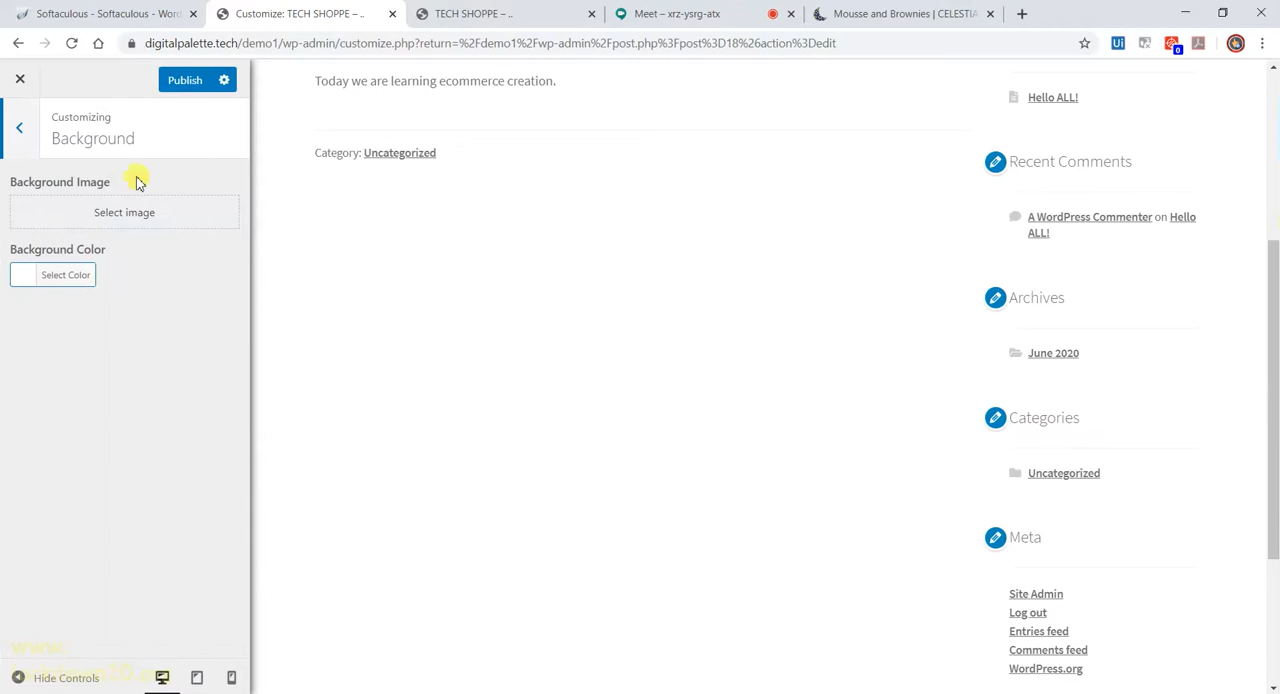 Softaculous - Softaculous - Word
Customize: TECH SHOPPE – ..
TECH SHOPPE – ..
Meet – xrz-ysrg-atx
Mousse and Brownies | CELESTIA
digitalpalette.tech/demo1/wp-admin/customize.php?return=%2Fdemo1%2Fwp-admin%2Fpost.php%3Fpost%3D18%26action%3Dedit
Ui
0
Publish
Customizing
Background
Background Image
Select image
Background Color
Select Color
Hide Controls
www.
Today we are learning ecommerce creation.
Category: Uncategorized
Hello ALL!
Recent Comments
A WordPress Commenter on Hello
ALL!
Archives
June 2020
Categories
Uncategorized
Meta
Site Admin
Log out
Entries feed
Comments feed
WordPress.org